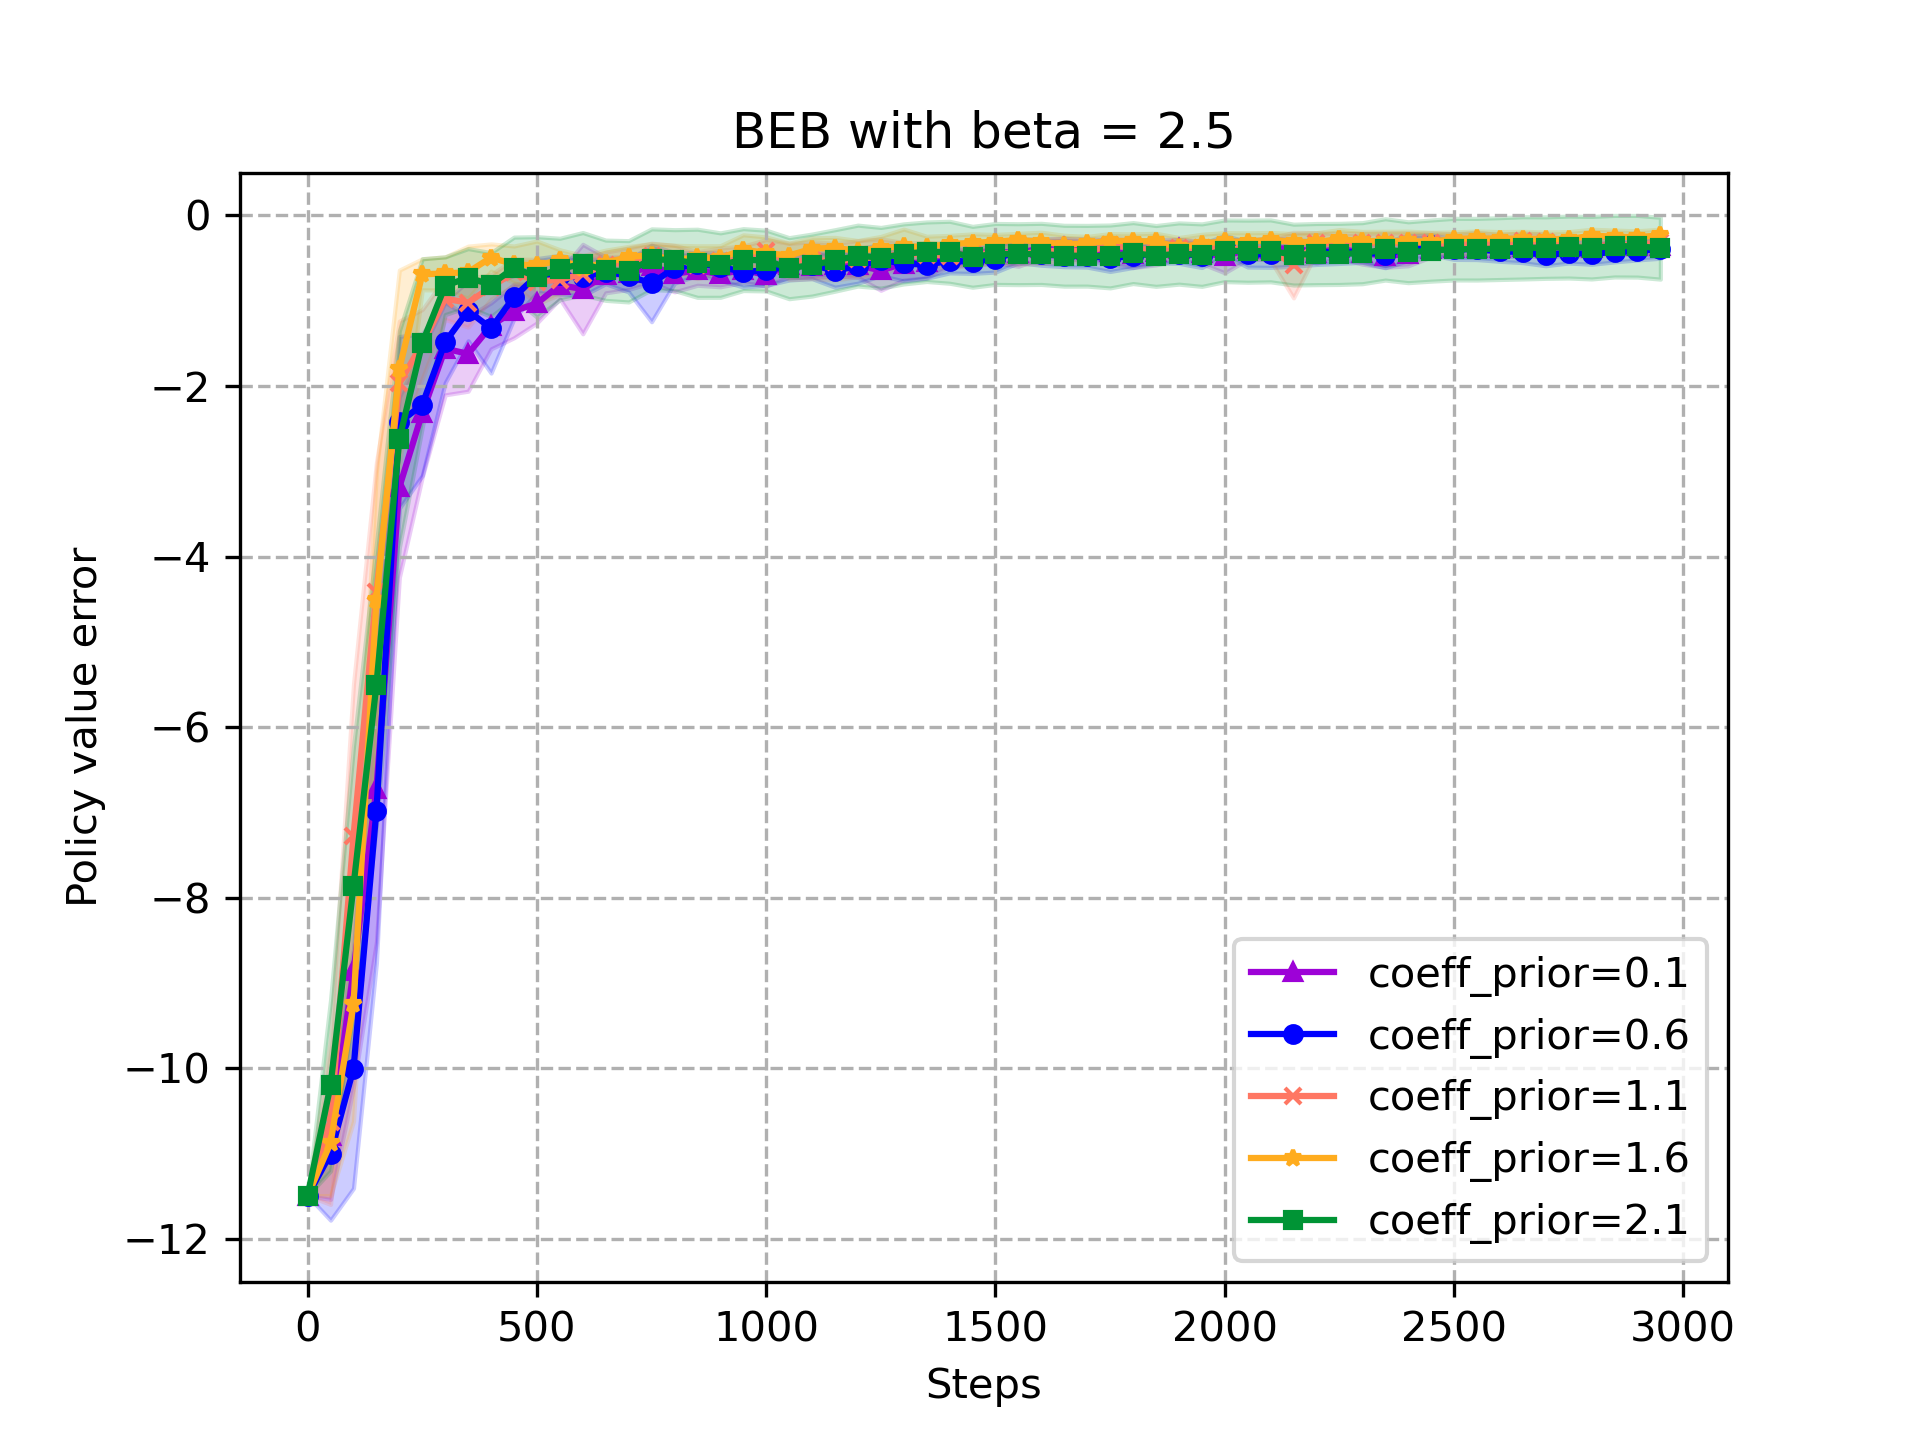 BEB with beta = 2.5
Policy value error
0
−2
−4
−6
−8
−10
−12
coeff_prior=0.1
coeff_prior=0.6
coeff_prior=1.1
coeff_prior=1.6
coeff_prior=2.1
0 500 1000 1500 2000 2500 3000
Steps